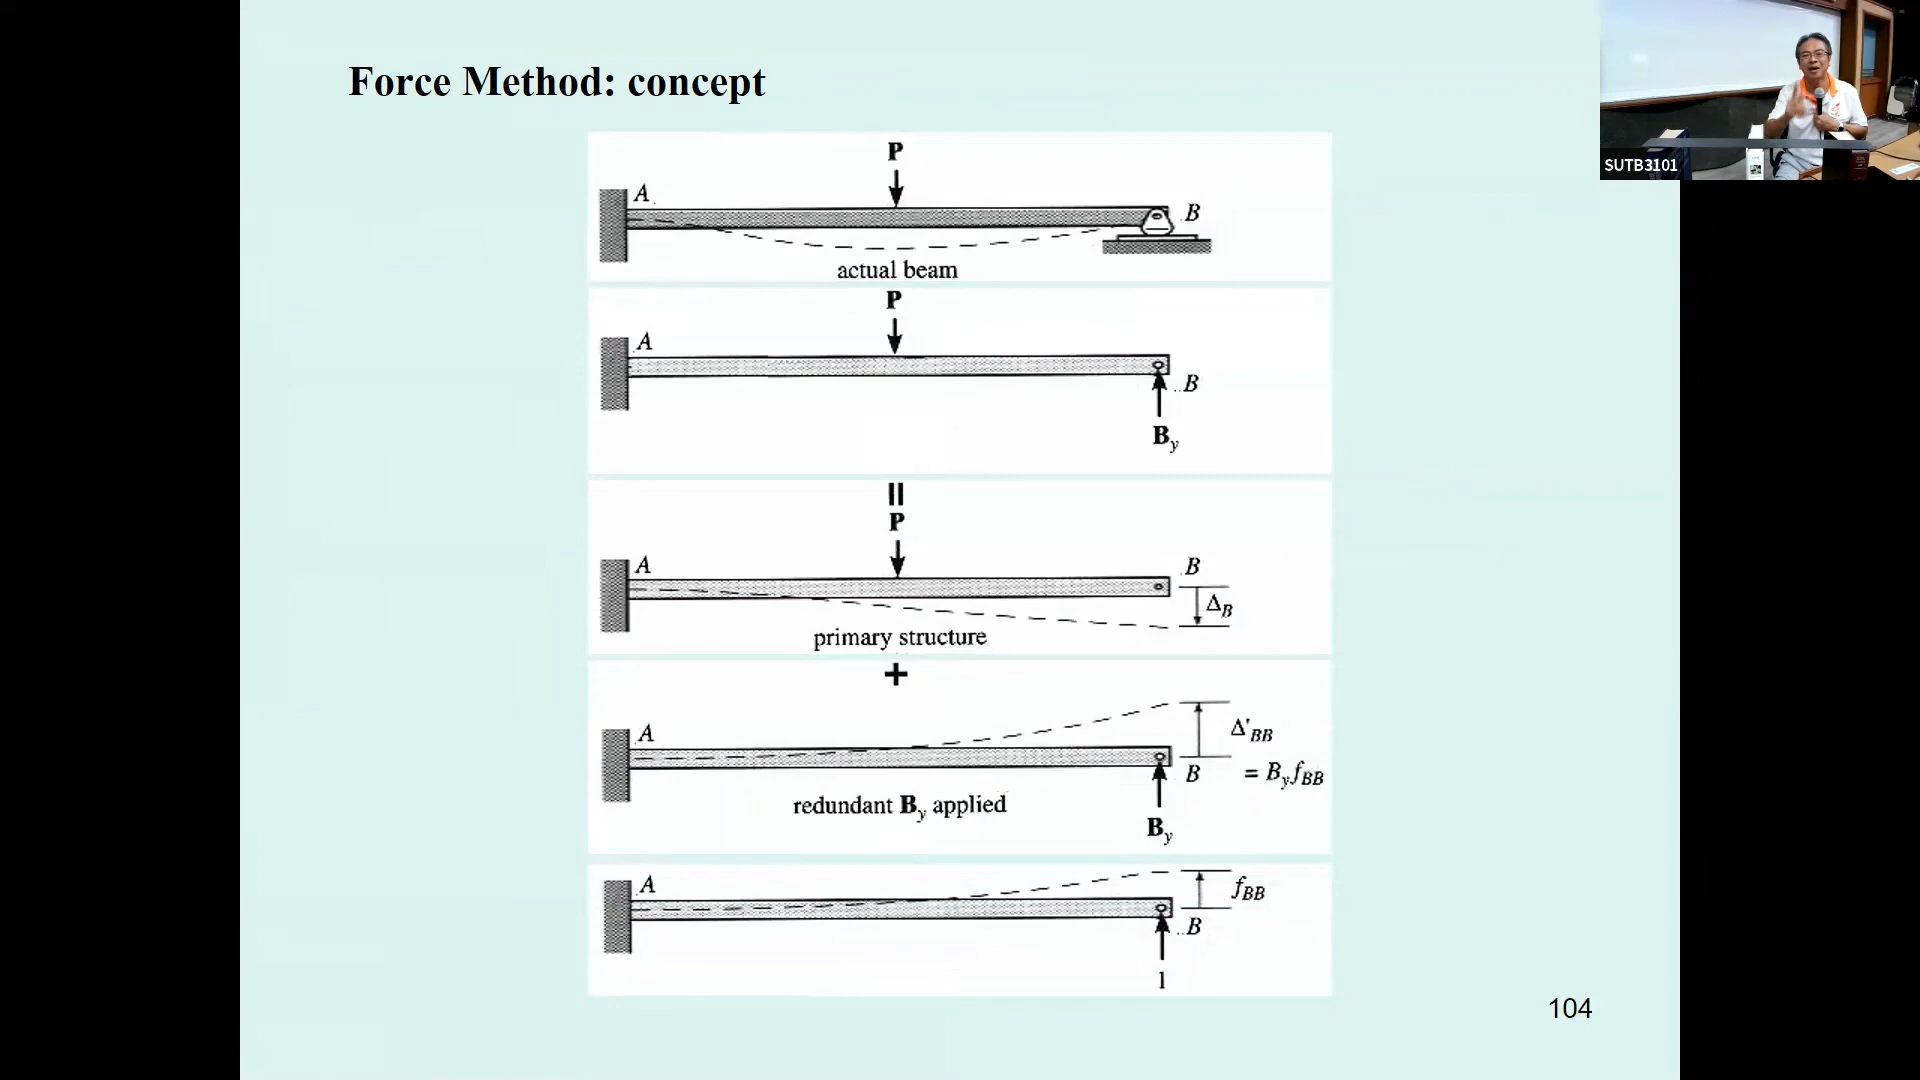 Force Method: concept
SUTB3101
P
A
B
actual beam
P
A
B
B_y
=
P
A
B
Δ_B
primary structure
+
A
Δ'_BB
B
= B_y f_BB
redundant B_y applied
B_y
A
f_BB
B
1
104